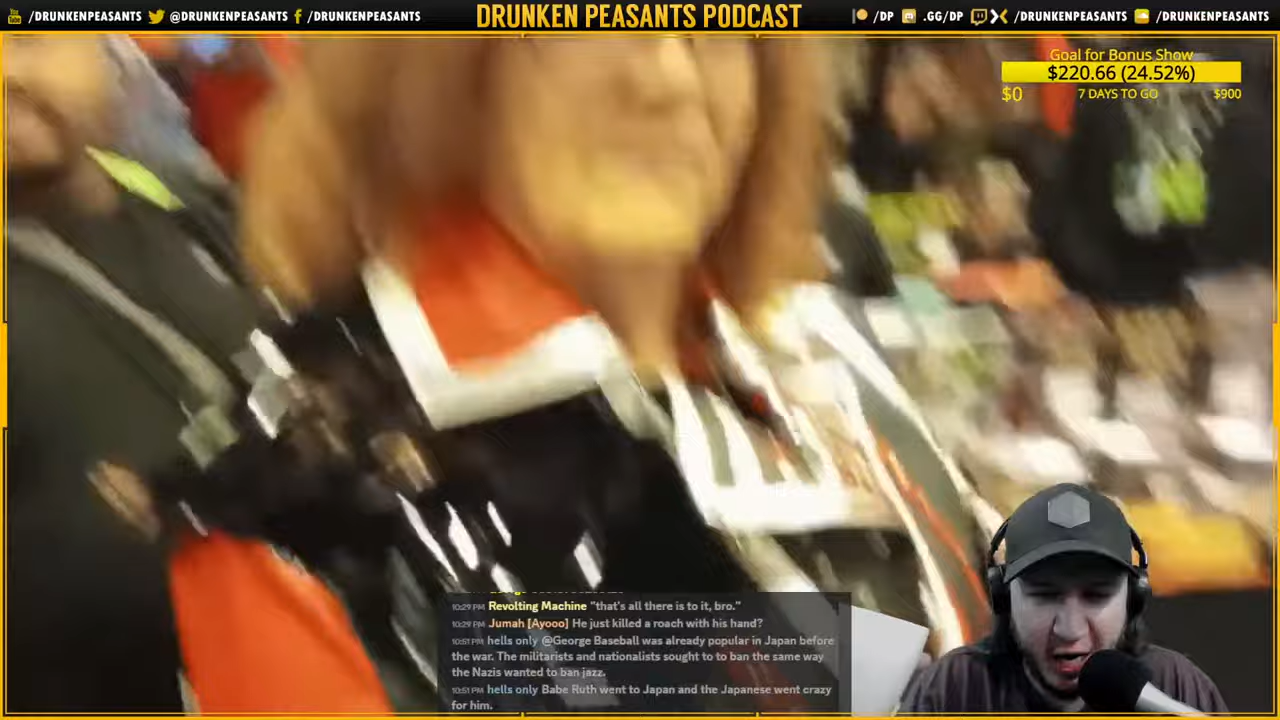 /DRUNKENPEASANTS @DRUNKENPEASANTS /DRUNKENPEASANTS DRUNKEN PEASANTS PODCAST /DP .GG/DP /DRUNKENPEASANTS /DRUNKENPEASANTS
Goal for Bonus Show
$220.66 (24.52%)
$0 7 DAYS TO GO $900
10:29 PM Revolting Machine "that's all there is to it, bro."
10:29 PM Jumah [Ayooo] He just killed a roach with his hand?
10:51 PM hells only @George Baseball was already popular in Japan before
the war. The militarists and nationalists sought to to ban the same way
the Nazis wanted to ban jazz.
10:51 PM hells only Babe Ruth went to Japan and the Japanese went crazy
for him.